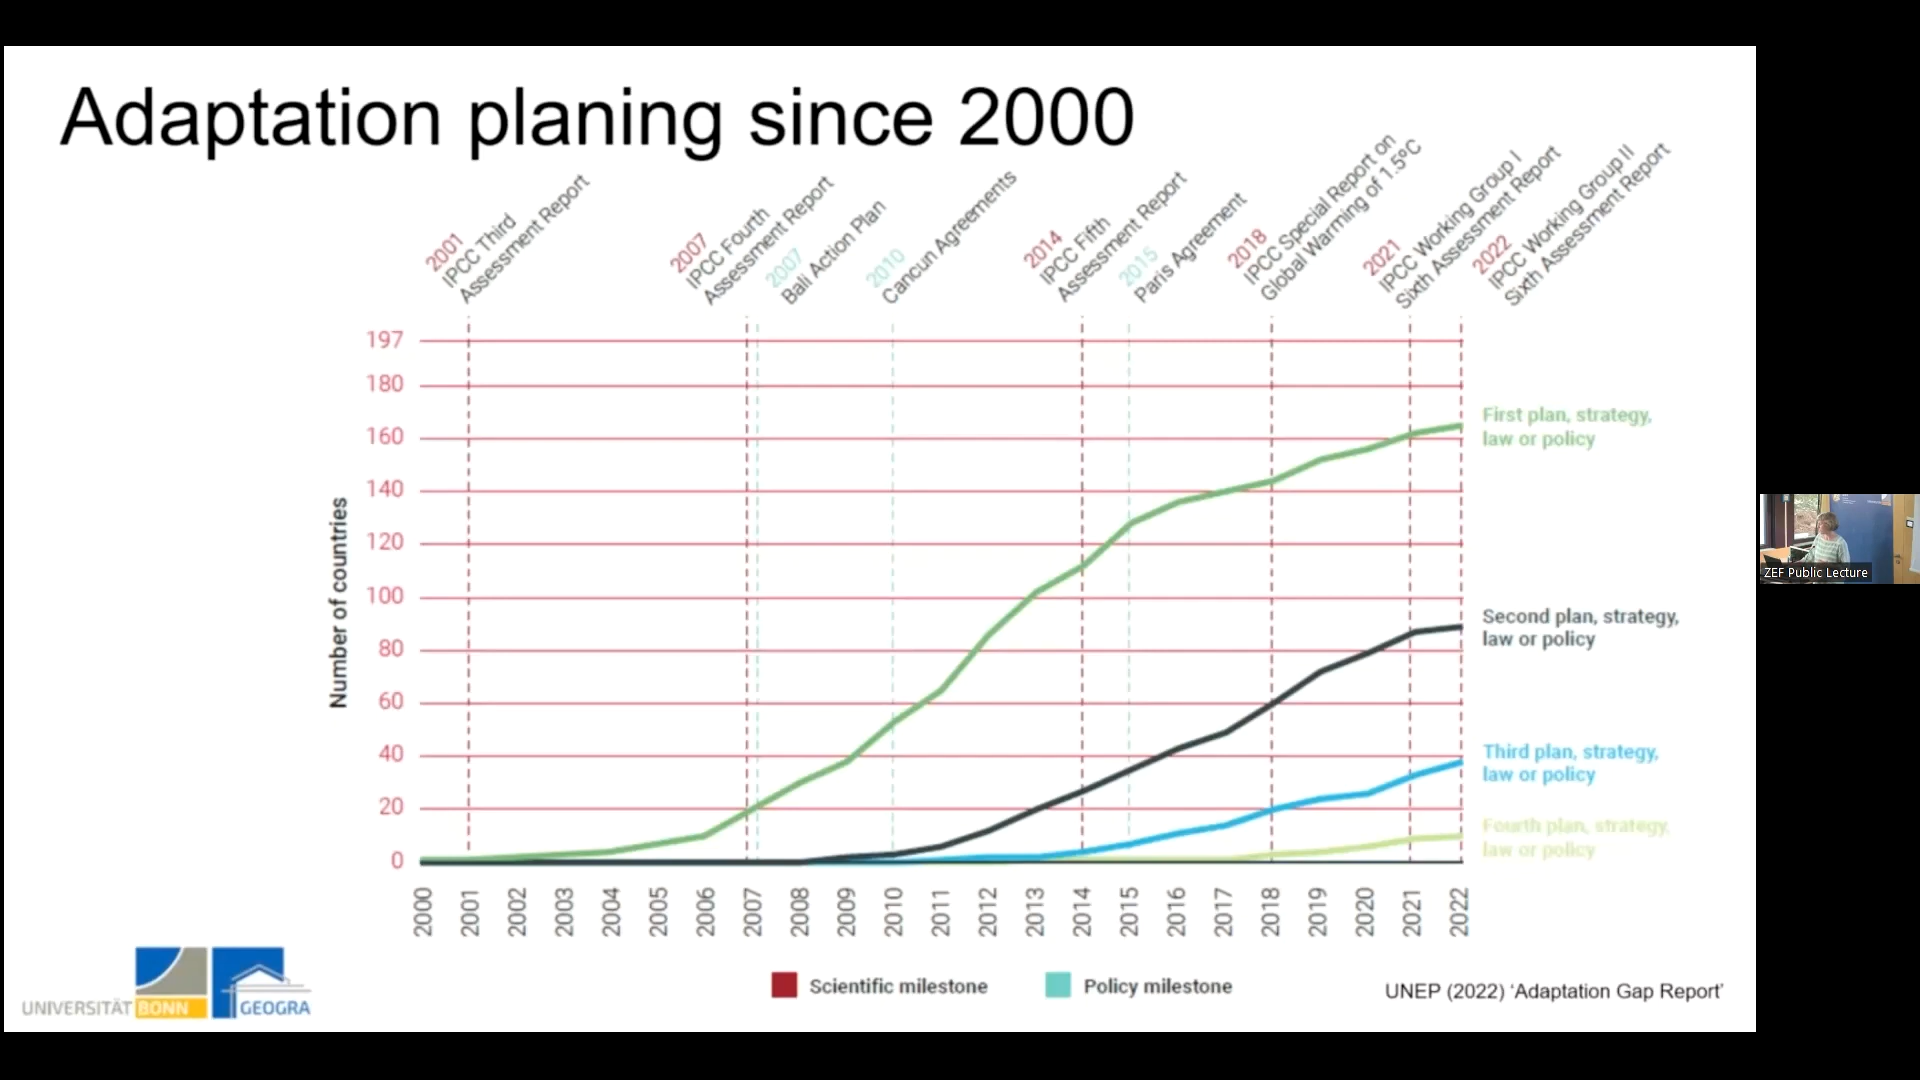 Adaptation planing since 2000
2001
IPCC Third
Assessment Report
2007
IPCC Fourth
Assessment Report
2007
Bali Action Plan
2010
Cancun Agreements
2014
IPCC Fifth
Assessment Report
2015
Paris Agreement
2018
IPCC Special Report on
Global Warming of 1.5°C
2021
IPCC Working Group I
Sixth Assessment Report
2022
IPCC Working Group II
Sixth Assessment Report
Number of countries
197
180
160
140
120
100
80
60
40
20
0
First plan, strategy,
law or policy
Second plan, strategy,
law or policy
Third plan, strategy,
law or policy
Fourth plan, strategy,
law or policy
2000 2001 2002 2003 2004 2005 2006 2007 2008 2009 2010 2011 2012 2013 2014 2015 2016 2017 2018 2019 2020 2021 2022
Scientific milestone
Policy milestone
UNEP (2022) ‘Adaptation Gap Report’
UNIVERSITÄT BONN
GEOGRA
ZEF Public Lecture